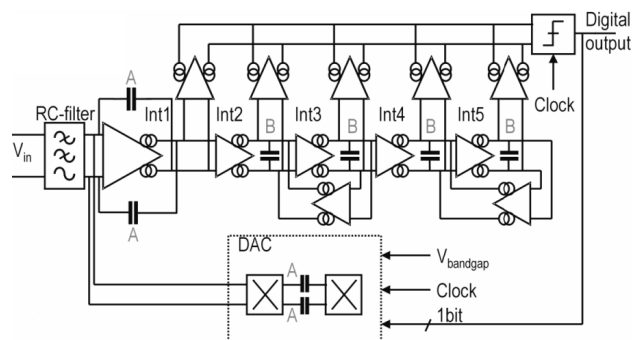 Digital
output
A
RC-filter
Int1
Int2
Int3
Int4
Int5
Clock
B
B
B
B
V_in
A
DAC
A
A
V_bandgap
Clock
1bit